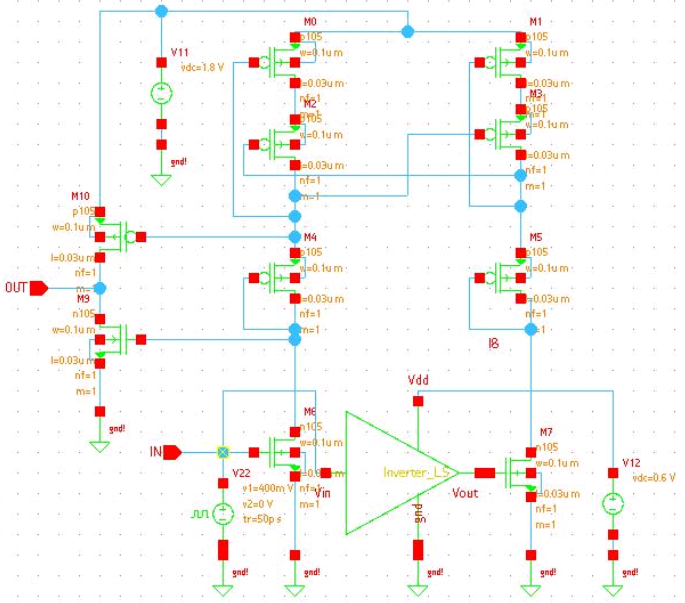 M0
p105
w=0.1u m
l=0.03u m
nf=1
m=1
M1
p105
w=0.1u m
l=0.03u m
nf=1
m=1
V11
vdc=1.8 V
gnd!
M2
p105
w=0.1u m
l=0.03u m
nf=1
m=1
M3
p105
w=0.1u m
l=0.03u m
nf=1
m=1
M10
p105
w=0.1u m
l=0.03u m
nf=1
m=1
OUT
M9
n105
w=0.1u m
l=0.03u m
nf=1
m=1
gnd!
M4
p105
w=0.1u m
l=0.03u m
nf=1
m=1
M5
p105
w=0.1u m
l=0.03u m
nf=1
I8
Vdd
IN
M6
n105
w=0.1u m
nf=1
m=1
V22
v1=400m V
v2=0 V
tr=50p s
gnd!
gnd!
Vin
Inverter_LS
Vout
gnd
gnd!
M7
n105
w=0.1u m
l=0.03u m
nf=1
m=1
gnd!
V12
vdc=0.6 V
gnd!